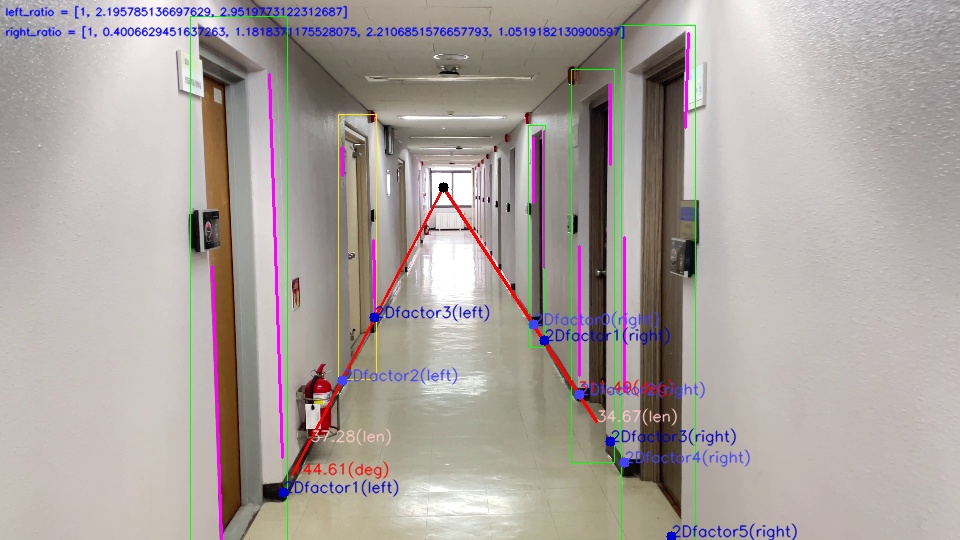 left_ratio = [1, 2.195785136697629, 2.9519773122312687]
right_ratio = [1, 0.4006629451637263, 1.1818371175528075, 2.2106851576657793, 1.0519182130900597]
2Dfactor3(left)
2Dfactor0(right)
2Dfactor1(right)
2Dfactor2(left)
2Dfactor2(right)
34.67(len)
37.28(len)
2Dfactor3(right)
2Dfactor4(right)
44.61(deg)
2Dfactor1(left)
2Dfactor5(right)